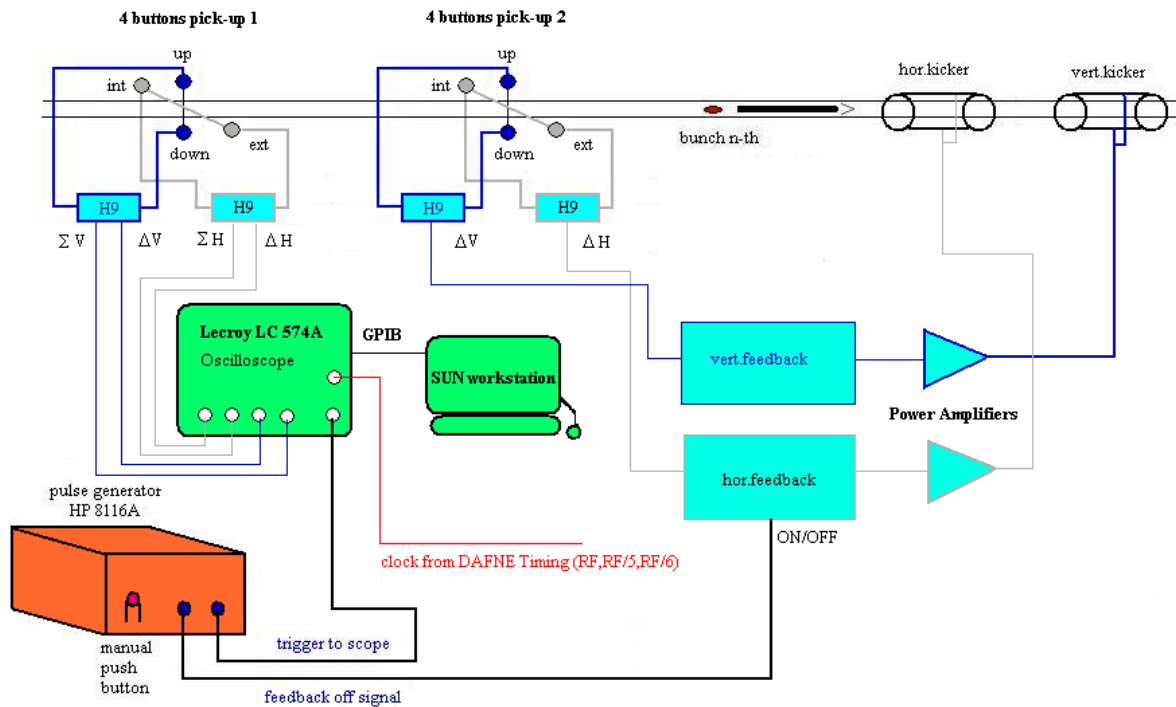 4 buttons pick-up 1
4 buttons pick-up 2
up
up
int
int
hor.kicker
vert.kicker
down
ext
down
ext
bunch n-th
H9
H9
H9
H9
Σ V
Δ V
Σ H
Δ H
Δ V
Δ H
Lecroy LC 574A
Oscilloscope
GPIB
SUN workstation
vert.feedback
Power Amplifiers
hor.feedback
pulse generator
HP 8116A
ON/OFF
clock from DAFNE Timing (RF,RF/5,RF/6)
manual
push
button
trigger to scope
feedback off signal